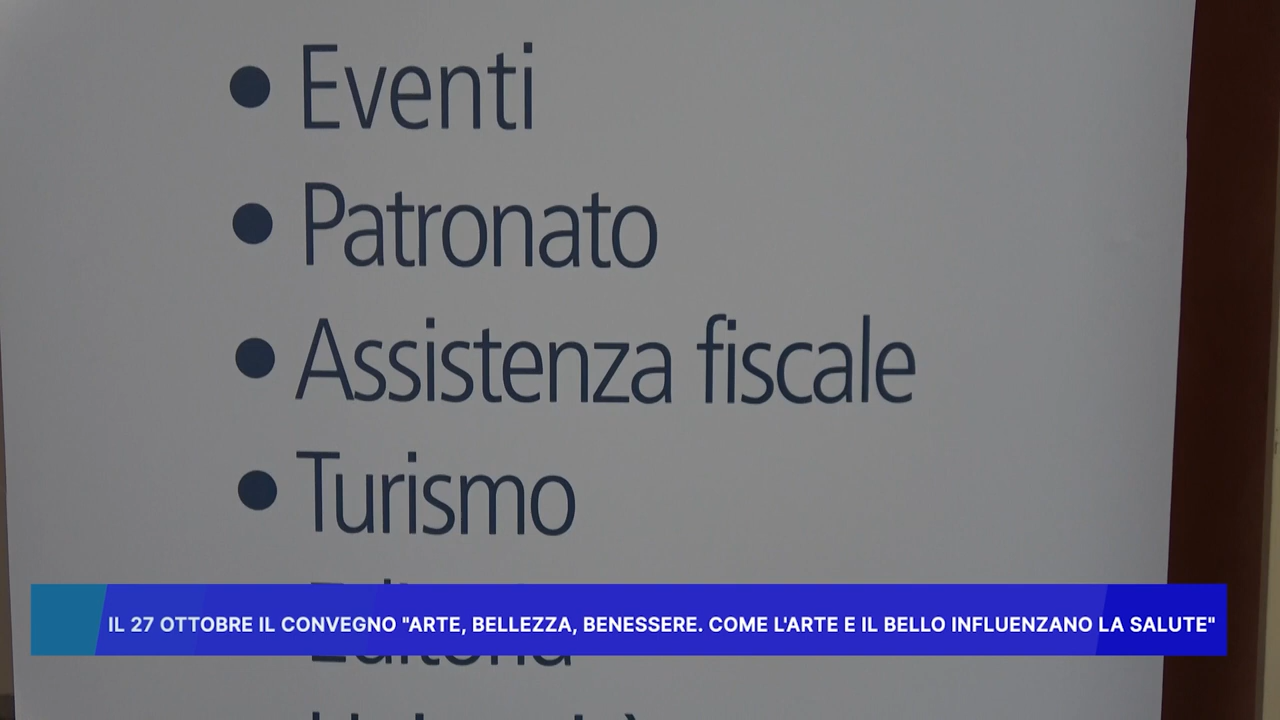 • Eventi
• Patronato
• Assistenza fiscale
• Turismo
IL 27 OTTOBRE IL CONVEGNO "ARTE, BELLEZZA, BENESSERE. COME L'ARTE E IL BELLO INFLUENZANO LA SALUTE"